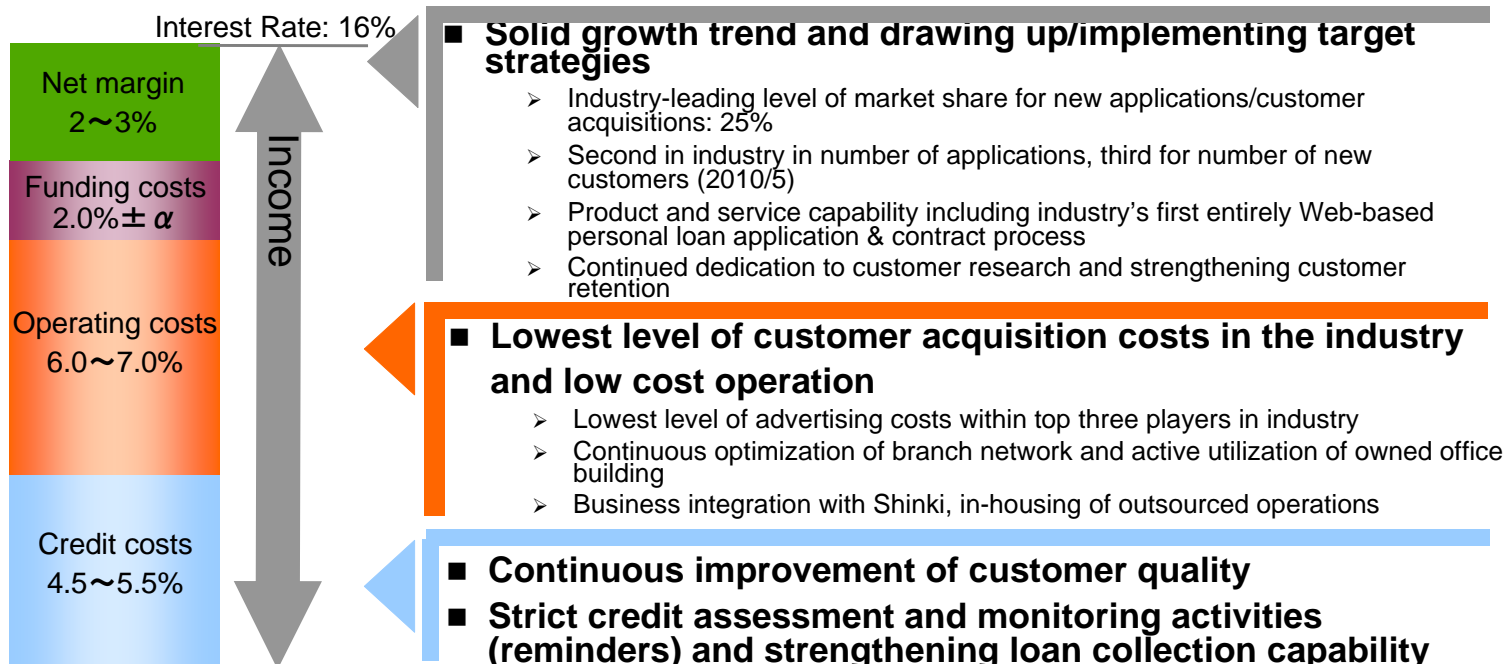 Interest Rate: 16%
Net margin
2～3%
Funding costs
2.0%± α
Operating costs
6.0～7.0%
Credit costs
4.5～5.5%
Income
■ Solid growth trend and drawing up/implementing target
strategies
➢ Industry-leading level of market share for new applications/customer
acquisitions: 25%
➢ Second in industry in number of applications, third for number of new
customers (2010/5)
➢ Product and service capability including industry's first entirely Web-based
personal loan application & contract process
➢ Continued dedication to customer research and strengthening customer
retention
■ Lowest level of customer acquisition costs in the industry
and low cost operation
➢ Lowest level of advertising costs within top three players in industry
➢ Continuous optimization of branch network and active utilization of owned office
building
➢ Business integration with Shinki, in-housing of outsourced operations
■ Continuous improvement of customer quality
■ Strict credit assessment and monitoring activities
(reminders) and strengthening loan collection capability